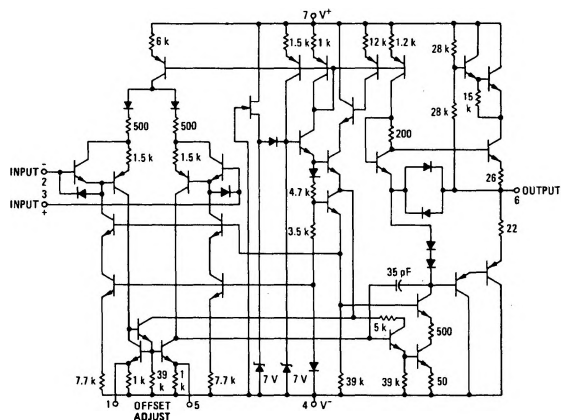 7 V+
6 k
1.5 k
1 k
12 k
1.2 k
28 k
15 k
28 k
500
500
200
1.5 k
1.5 k
INPUT -
2
3
INPUT +
4.7 k
26
OUTPUT
6
22
3.5 k
35 pF
5 k
500
7.7 k
1 k
39 k
1 k
7.7 k
7 V
7 V
39 k
39 k
50
1
OFFSET ADJUST
5
4 V-